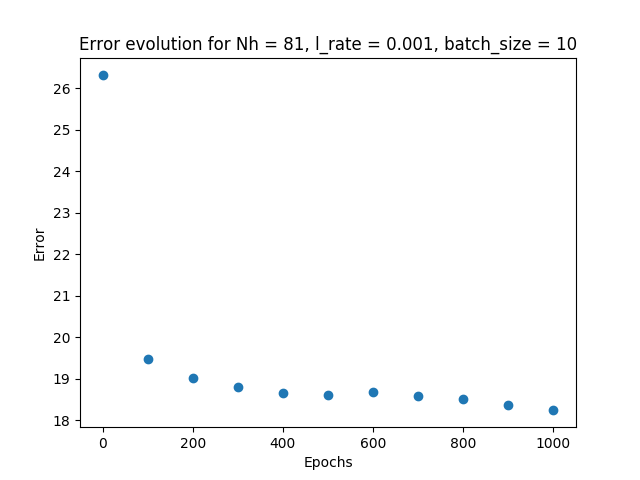 Error evolution for Nh = 81, l_rate = 0.001, batch_size = 10
26
25
24
23
22
21
20
19
18
Error
0 200 400 600 800 1000
Epochs